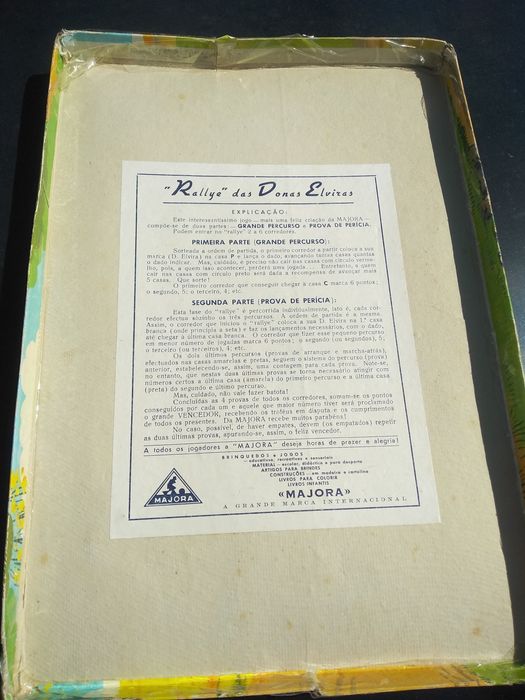 "Rallye" das Donas Elviras
EXPLICAÇÃO:
Este interessantíssimo jogo — mais uma feliz criação da MAJORA —
compõe-se de duas partes: — GRANDE PERCURSO e PROVA DE PERÍCIA.
Podem entrar no "rallye" 2 a 6 corredores.
PRIMEIRA PARTE (GRANDE PERCURSO):
Sorteada a ordem de partida, o primeiro corredor a partir coloca a sua
marca (D. Elvira) na casa P e lança o dado, avançando tantas casas quantas
o dado indicar. Mas, cuidado, é preciso não cair nas casas com círculo verme-
lho, pois, a quem isso acontecer, perderá uma jogada... Entretanto, a quem
cair nas casas com círculo preto será dada a recompensa de avançar mais
5 casas. Que sorte!
O primeiro corredor que conseguir chegar à casa C marca 6 pontos;
o segundo, 5; o terceiro, 4; etc.
SEGUNDA PARTE (PROVA DE PERÍCIA):
Esta fase do "rallye" é percorrida individualmente, isto é, cada cor-
redor efectua sòzinho os três percursos. A ordem de partida é a mesma.
Assim, o corredor que iniciou o "rallye" coloca a sua D. Elvira na 1.ª casa
branca (onde principia a seta) e faz os lançamentos necessários, com o dado,
até chegar à última casa branca. O corredor que fizer esse pequeno percurso
em menor número de jogadas marca 6 pontos; o segundo (ou segundos), 5;
o terceiro (ou terceiros), 4; etc.
Os dois últimos percursos (provas de arranque e marcha-atrás),
efectuados nas casas amarelas e pretas, seguem o sistema do percurso (prova)
anterior, estabelecendo-se, assim, uma contagem para cada prova. Note-se,
no entanto, que nestas duas últimas provas se torna necessário atingir com
números certos a última casa (amarela) do primeiro percurso e a última casa
(preta) do segundo e último percurso.
Mas, cuidado, não vale fazer batota!
Concluídas as 4 provas de todos os corredores, somam-se os pontos
conseguidos por cada um e aquele que maior número tiver será proclamado
o grande VENCEDOR, recebendo os troféus em disputa e os cumprimentos
de todos os presentes. Da MAJORA recebe muitos parabéns!
No caso, possível, de haver empates, devem (os empatados) repetir
as duas últimas provas, apurando-se, assim, o feliz vencedor.
A todos os jogadores a "MAJORA" deseja horas de prazer e alegria!
BRINQUEDOS e JOGOS
— educativos, recreativos e sensoriais
MATERIAL — escolar, didáctico e para desporto
ARTIGOS PARA BRINDES
CONSTRUÇÕES — em madeira e cartolina
LIVROS PARA COLORIR
LIVROS INFANTIS
MAJORA
«MAJORA»
A GRANDE MARCA INTERNACIONAL